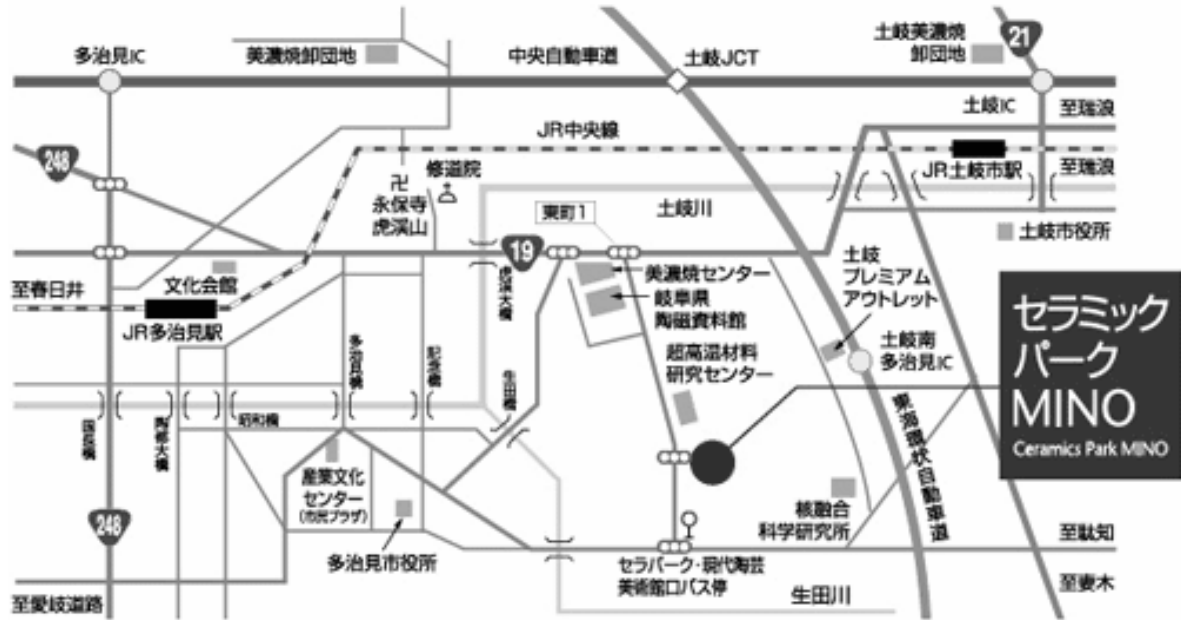 多治見IC
美濃焼卸団地
中央自動車道
土岐JCT
土岐美濃焼
卸団地
21
土岐IC
至瑞浪
JR中央線
248
修道院
卍
永保寺
虎渓山
JR土岐市駅
至瑞浪
東町1
土岐川
土岐市役所
19
文化会館
至春日井
JR多治見駅
虎渓大橋
美濃焼センター
岐阜県
陶磁資料館
土岐
プレミアム
アウトレット
超高温材料
研究センター
土岐南
多治見IC
多治見橋
記念橋
生田橋
国長橋
陶都大橋
昭和橋
東海環状自動車道
セラミック
パーク
MINO
Ceramics Park MINO
産業文化
センター
(市民プラザ)
248
多治見市役所
核融合
科学研究所
セラパーク・現代陶芸
美術館口バス停
至駄知
至妻木
至愛岐道路
生田川